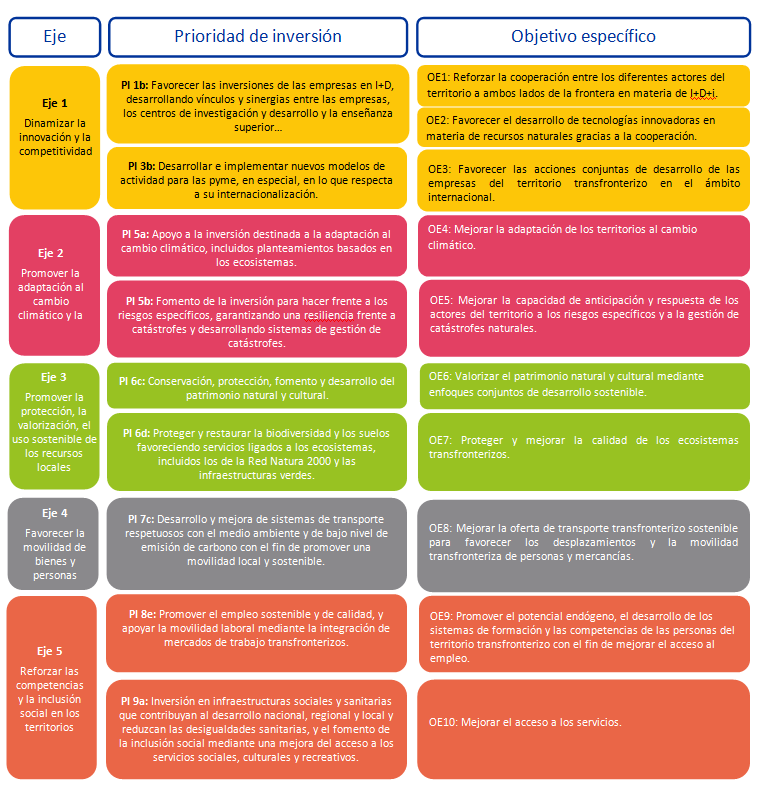 Eje
Prioridad de inversión
Objetivo específico
Eje 1
Dinamizar la
innovación y la
competitividad
PI 1b: Favorecer las inversiones de las empresas en I+D,
desarrollando vínculos y sinergias entre las empresas,
los centros de investigación y desarrollo y la enseñanza
superior...
OE1: Reforzar la cooperación entre los diferentes actores del
territorio a ambos lados de la frontera en materia de I+D+i.
OE2: Favorecer el desarrollo de tecnologías innovadoras en
materia de recursos naturales gracias a la cooperación.
PI 3b: Desarrollar e implementar nuevos modelos de
actividad para las pyme, en especial, en lo que respecta
a su internacionalización.
OE3: Favorecer las acciones conjuntas de desarrollo de las
empresas del territorio transfronterizo en el ámbito
internacional.
Eje 2
Promover la
adaptación al
cambio
climático y la
PI 5a: Apoyo a la inversión destinada a la adaptación al
cambio climático, incluidos planteamientos basados en
los ecosistemas.
OE4: Mejorar la adaptación de los territorios al cambio
climático.
PI 5b: Fomento de la inversión para hacer frente a los
riesgos específicos, garantizando una resiliencia frente a
catástrofes y desarrollando sistemas de gestión de
catástrofes.
OE5: Mejorar la capacidad de anticipación y respuesta de los
actores del territorio a los riesgos específicos y a la gestión de
catástrofes naturales.
Eje 3
Promover la
protección, la
valorización, el
uso sostenible de
los recursos
locales
PI 6c: Conservación, protección, fomento y desarrollo del
patrimonio natural y cultural.
OE6: Valorizar el patrimonio natural y cultural mediante
enfoques conjuntos de desarrollo sostenible.
PI 6d: Proteger y restaurar la biodiversidad y los suelos
favoreciendo servicios ligados a los ecosistemas,
incluidos los de la Red Natura 2000 y las
infraestructuras verdes.
OE7: Proteger y mejorar la calidad de los ecosistemas
transfronterizos.
Eje 4
Favorecer la
movilidad de
bienes y
personas
PI 7c: Desarrollo y mejora de sistemas de transporte
respetuosos con el medio ambiente y de bajo nivel de
emisión de carbono con el fin de promover una
movilidad local y sostenible.
OE8: Mejorar la oferta de transporte transfronterizo sostenible
para favorecer los desplazamientos y la movilidad
transfronteriza de personas y mercancías.
Eje 5
Reforzar las
competencias
y la inclusión
social en los
territorios
PI 8e: Promover el empleo sostenible y de calidad, y
apoyar la movilidad laboral mediante la integración de
mercados de trabajo transfronterizos.
OE9: Promover el potencial endógeno, el desarrollo de los
sistemas de formación y las competencias de las personas del
territorio transfronterizo con el fin de mejorar el acceso al
empleo.
PI 9a: Inversión en infraestructuras sociales y sanitarias
que contribuyan al desarrollo nacional, regional y local y
reduzcan las desigualdades sanitarias, y el fomento de
la inclusión social mediante una mejora del acceso a los
servicios sociales, culturales y recreativos.
OE10: Mejorar el acceso a los servicios.